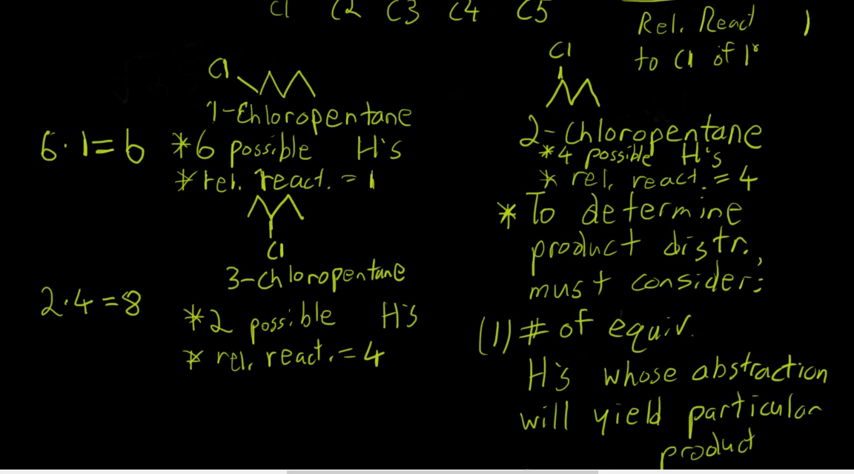 C1 C2 C3 C4 C5
Rel. React
to Cl of 1°
)
Cl
1-Chloropentane
6·1=6
*6 possible H's
*rel. react. = 1
Cl
3-chloropentane
2·4=8
*2 possible H's
* rel. react. = 4
Cl
2-Chloropentane
*4 possible H's
* rel. react. = 4
* To determine
product distr.,
must consider:
(1) # of equiv.
H's whose abstraction
will yield particular
product